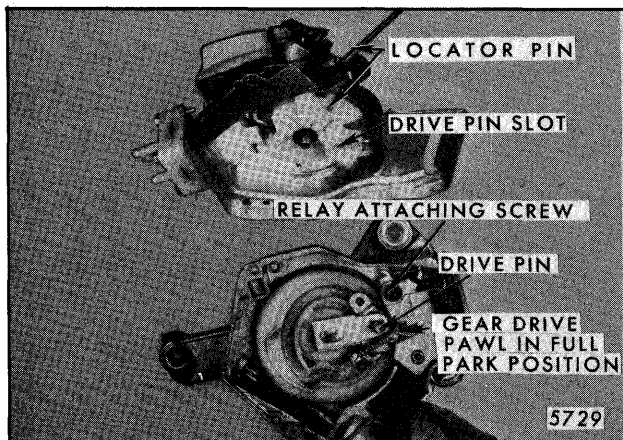 LOCATOR PIN
DRIVE PIN SLOT
RELAY ATTACHING SCREW
DRIVE PIN
GEAR DRIVE
PAWL IN FULL
PARK POSITION
5729